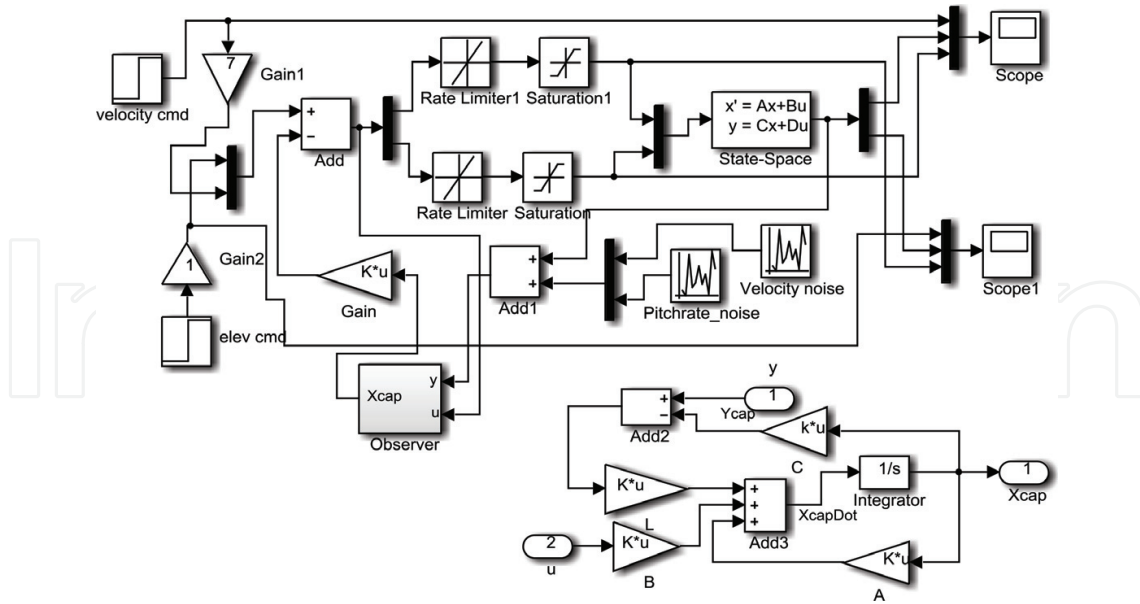 velocity cmd
7
Gain1
+
−
Add
Rate Limiter1
Saturation1
Rate Limiter
Saturation
x' = Ax+Bu
y = Cx+Du
State-Space
Scope
1
Gain2
elev cmd
K*u
Gain
+
+
Add1
Pitchrate_noise
Velocity noise
Scope1
Xcap
y
u
Observer
y
1
Ycap
+
−
Add2
k*u
C
K*u
L
+
+
+
Add3
XcapDot
1/s
Integrator
1
Xcap
2
u
K*u
B
K*u
A